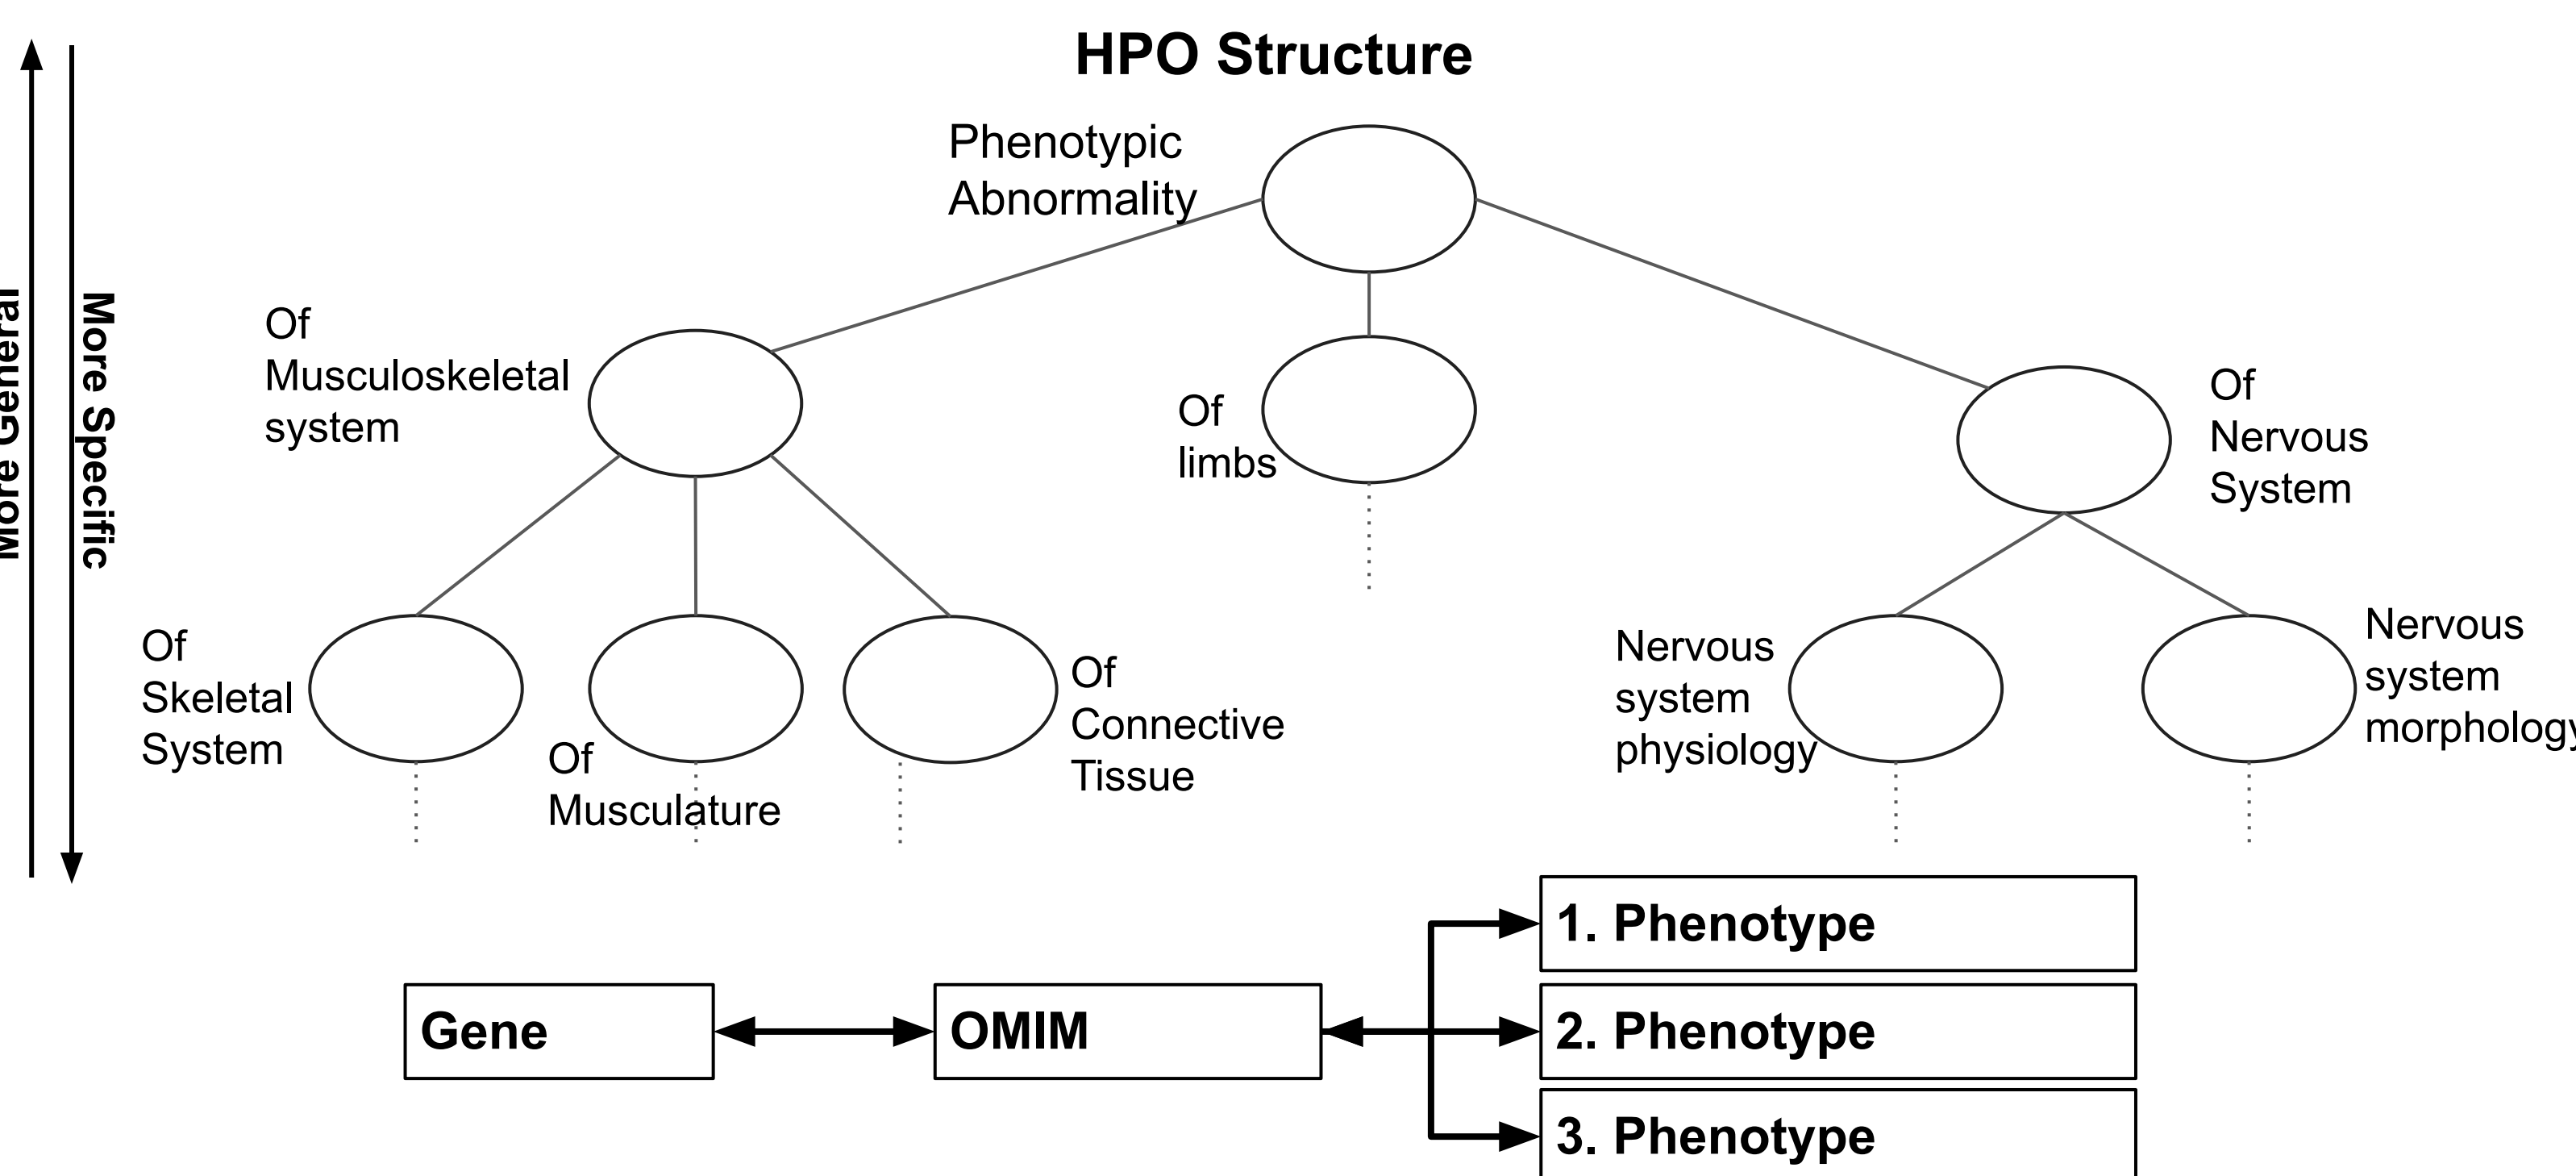 HPO Structure
Phenotypic
Abnormality
More General
More Specific
Of
Musculoskeletal
system
Of
limbs
Of
Nervous
System
Of
Skeletal
System
Of
Musculature
Of
Connective
Tissue
Nervous
system
physiology
Nervous
system
morphology
Gene
OMIM
1. Phenotype
2. Phenotype
3. Phenotype